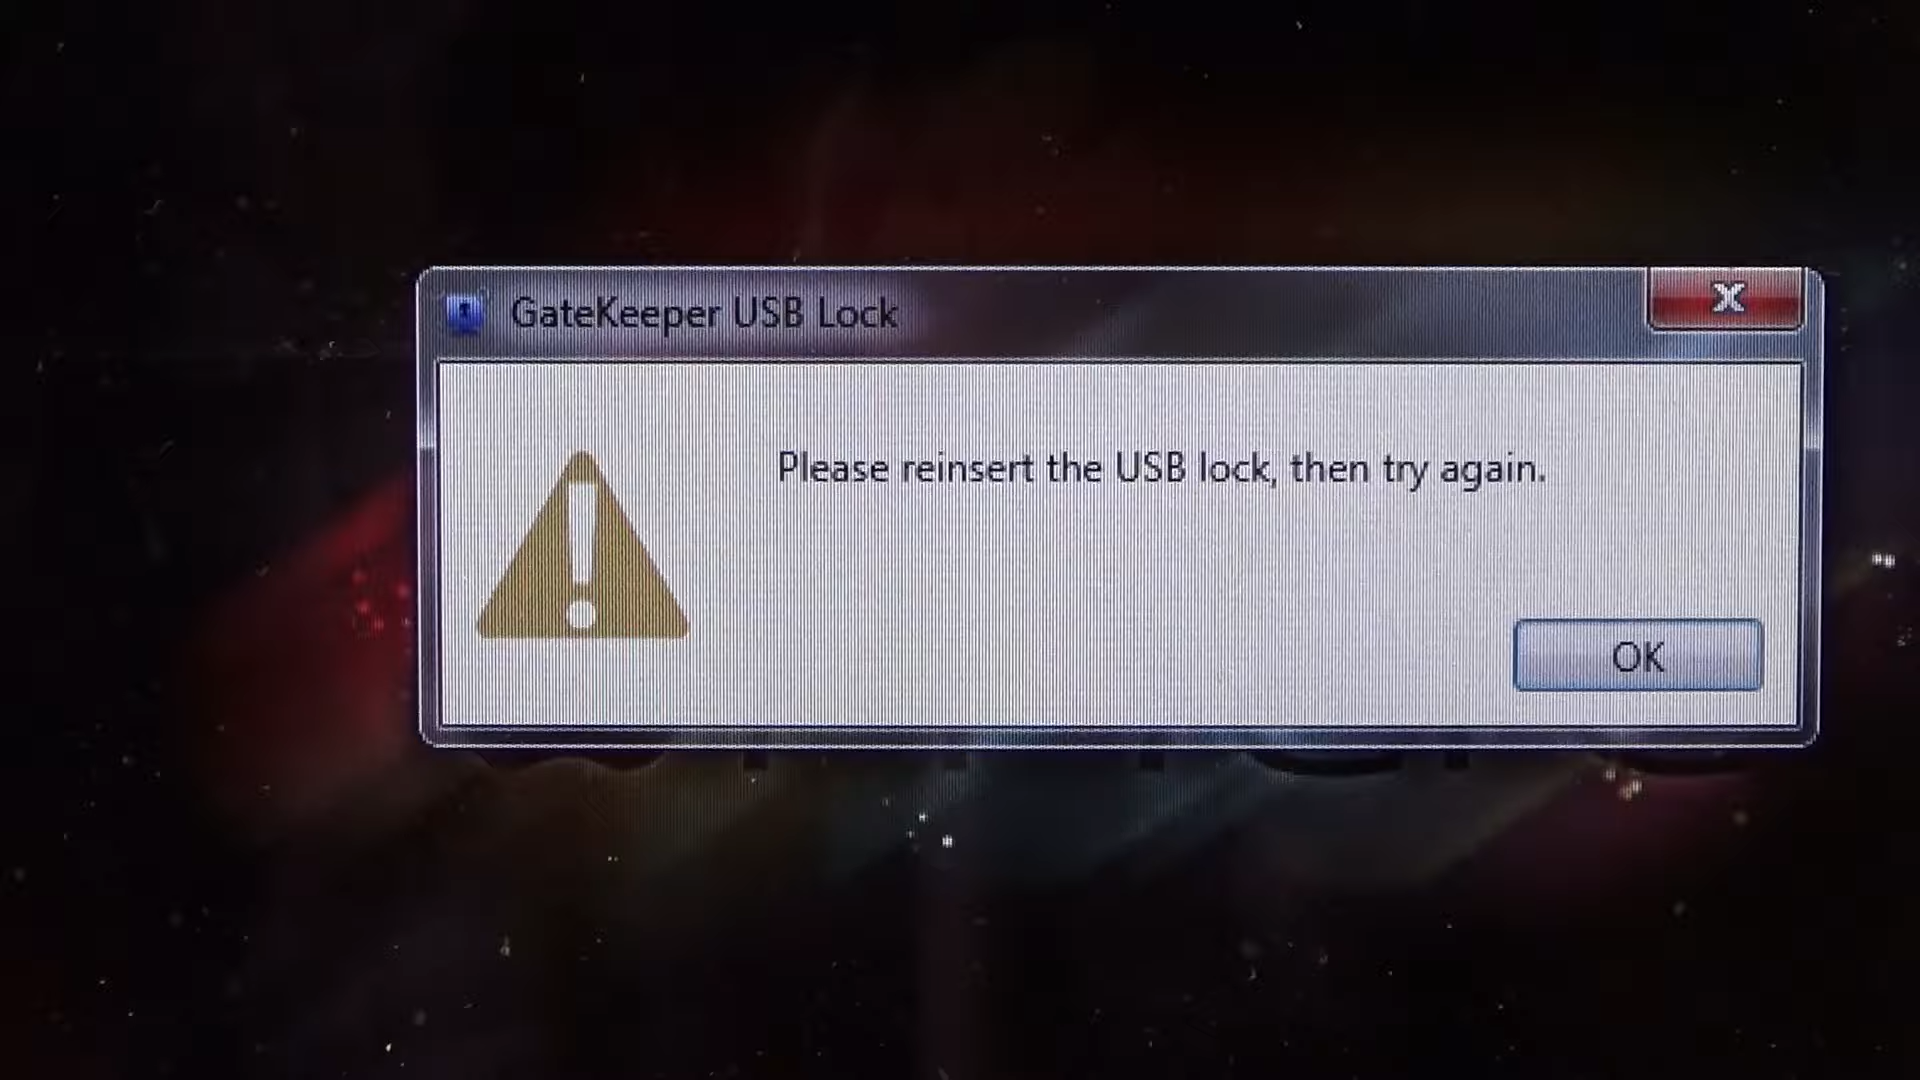 GateKeeper USB Lock
Please reinsert the USB lock, then try again.
OK